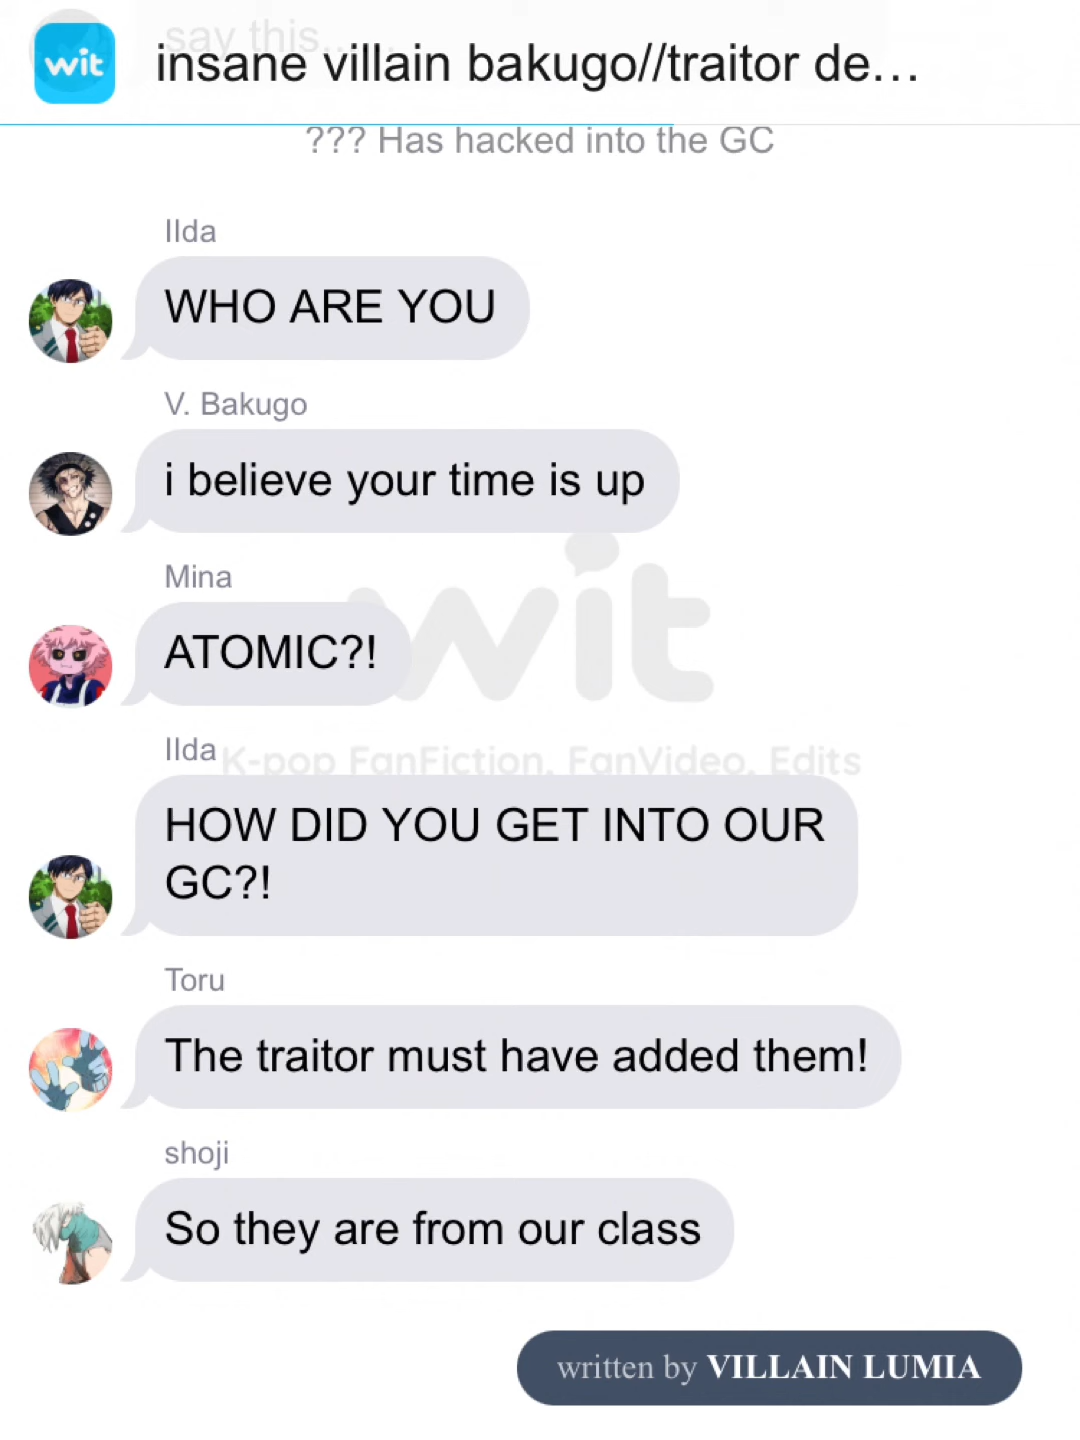 say this...
wit
insane villain bakugo//traitor de...
??? Has hacked into the GC
Ilda
WHO ARE YOU
V. Bakugo
i believe your time is up
Mina
ATOMIC?!
wit
Ilda
K-pop FanFiction, FanVideo, Edits
HOW DID YOU GET INTO OUR
GC?!
Toru
The traitor must have added them!
shoji
So they are from our class
written by VILLAIN LUMIA